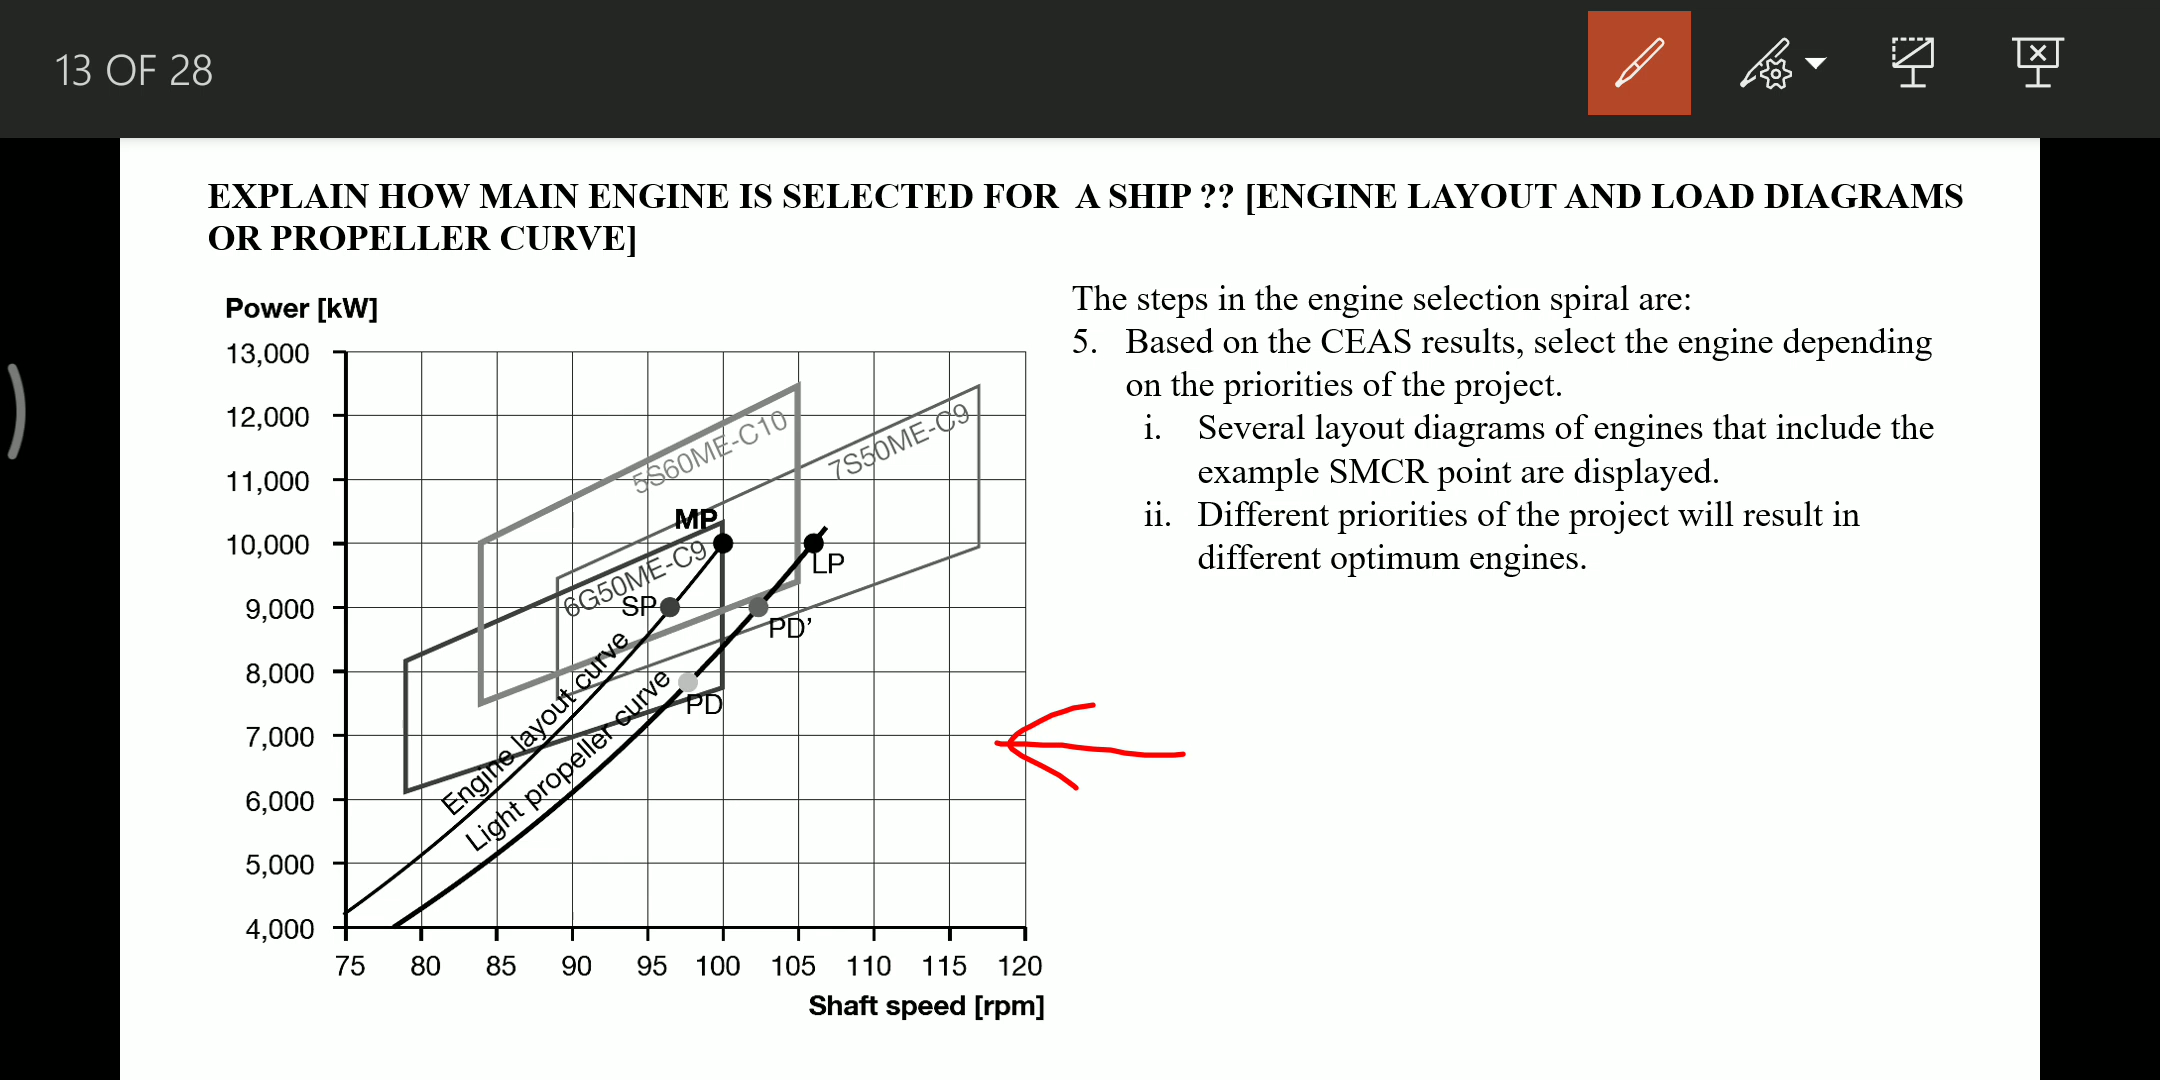 13 OF 28
EXPLAIN HOW MAIN ENGINE IS SELECTED FOR A SHIP ?? [ENGINE LAYOUT AND LOAD DIAGRAMS
OR PROPELLER CURVE]
Power [kW]
13,000
12,000
11,000
10,000
9,000
8,000
7,000
6,000
5,000
4,000
5S60ME-C10
7S50ME-C9
MP
6G50ME-C9
LP
SP
PD’
PD
Engine layout curve
Light propeller curve
75 80 85 90 95 100 105 110 115 120
Shaft speed [rpm]
The steps in the engine selection spiral are:
5. Based on the CEAS results, select the engine depending
on the priorities of the project.
i. Several layout diagrams of engines that include the
example SMCR point are displayed.
ii. Different priorities of the project will result in
different optimum engines.